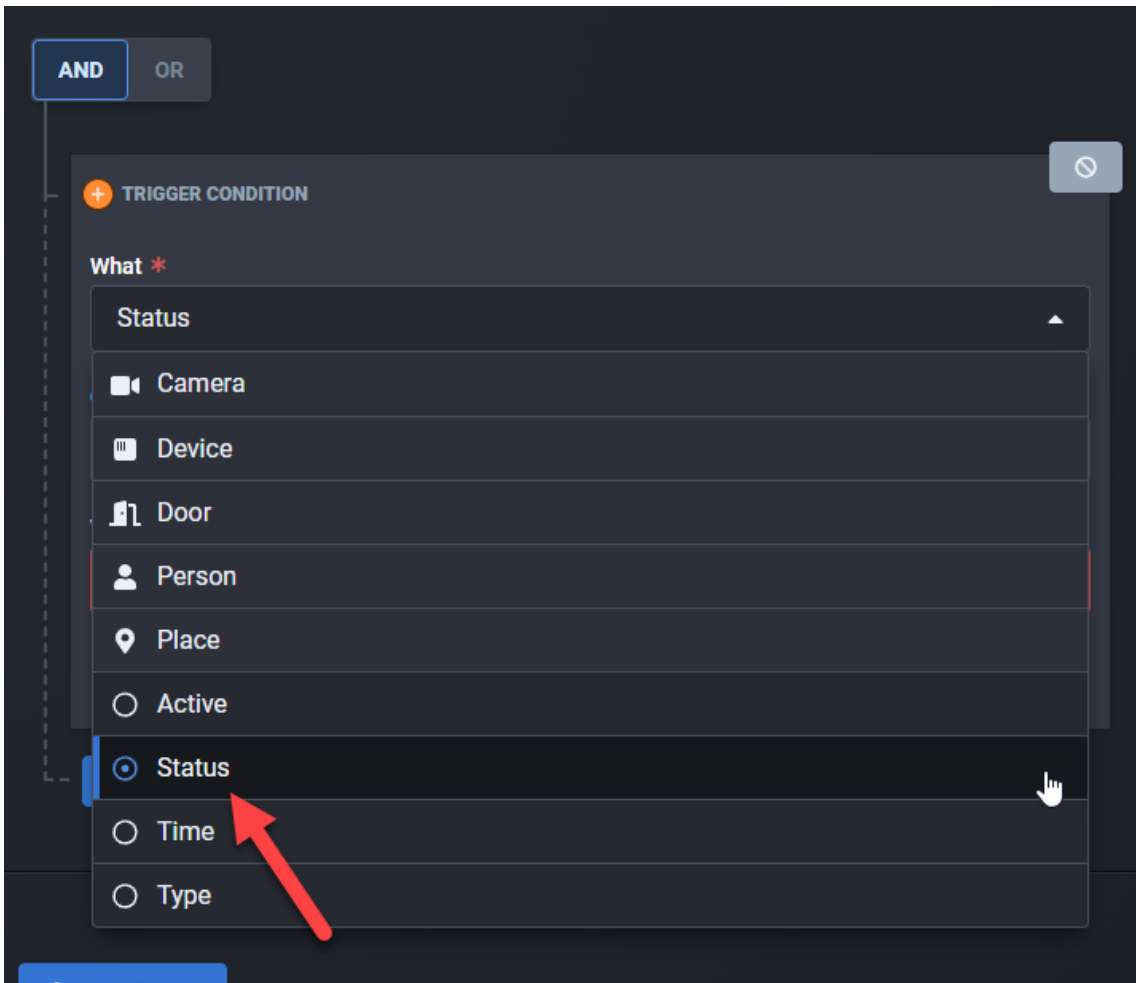 AND OR
TRIGGER CONDITION
What *
Status
Camera
Device
Door
Person
Place
Active
Status
Time
Type